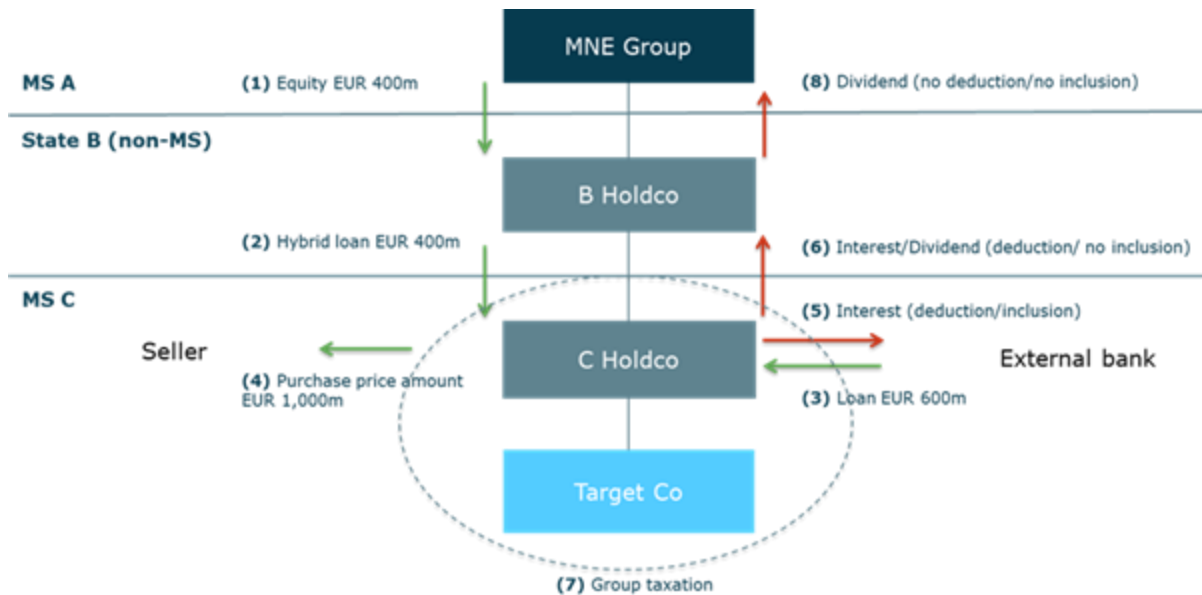 MNE Group
MS A
(1) Equity EUR 400m
(8) Dividend (no deduction/no inclusion)
State B (non-MS)
B Holdco
(2) Hybrid loan EUR 400m
(6) Interest/Dividend (deduction/ no inclusion)
MS C
(5) Interest (deduction/inclusion)
Seller
C Holdco
External bank
(4) Purchase price amount
EUR 1,000m
(3) Loan EUR 600m
Target Co
(7) Group taxation